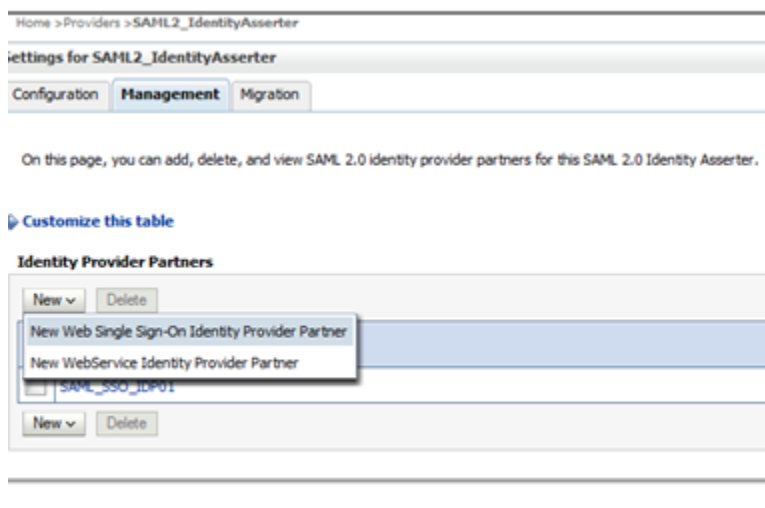 Home >Providers >SAML2_IdentityAsserter
Settings for SAML2_IdentityAsserter
Configuration Management Migration
On this page, you can add, delete, and view SAML 2.0 identity provider partners for this SAML 2.0 Identity Asserter.
Customize this table
Identity Provider Partners
New Delete
New Web Single Sign-On Identity Provider Partner
New WebService Identity Provider Partner
SAML_SSO_IDP01
New Delete